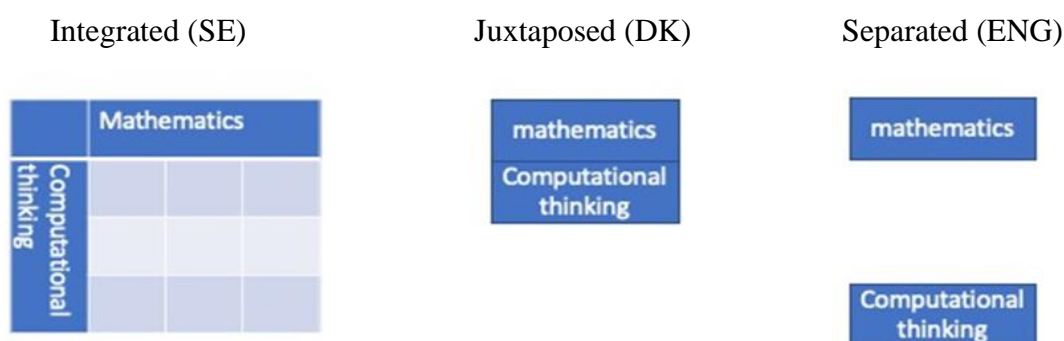 Integrated (SE)
Juxtaposed (DK)
Separated (ENG)
Mathematics
Computational
thinking
mathematics
Computational
thinking
mathematics
Computational
thinking